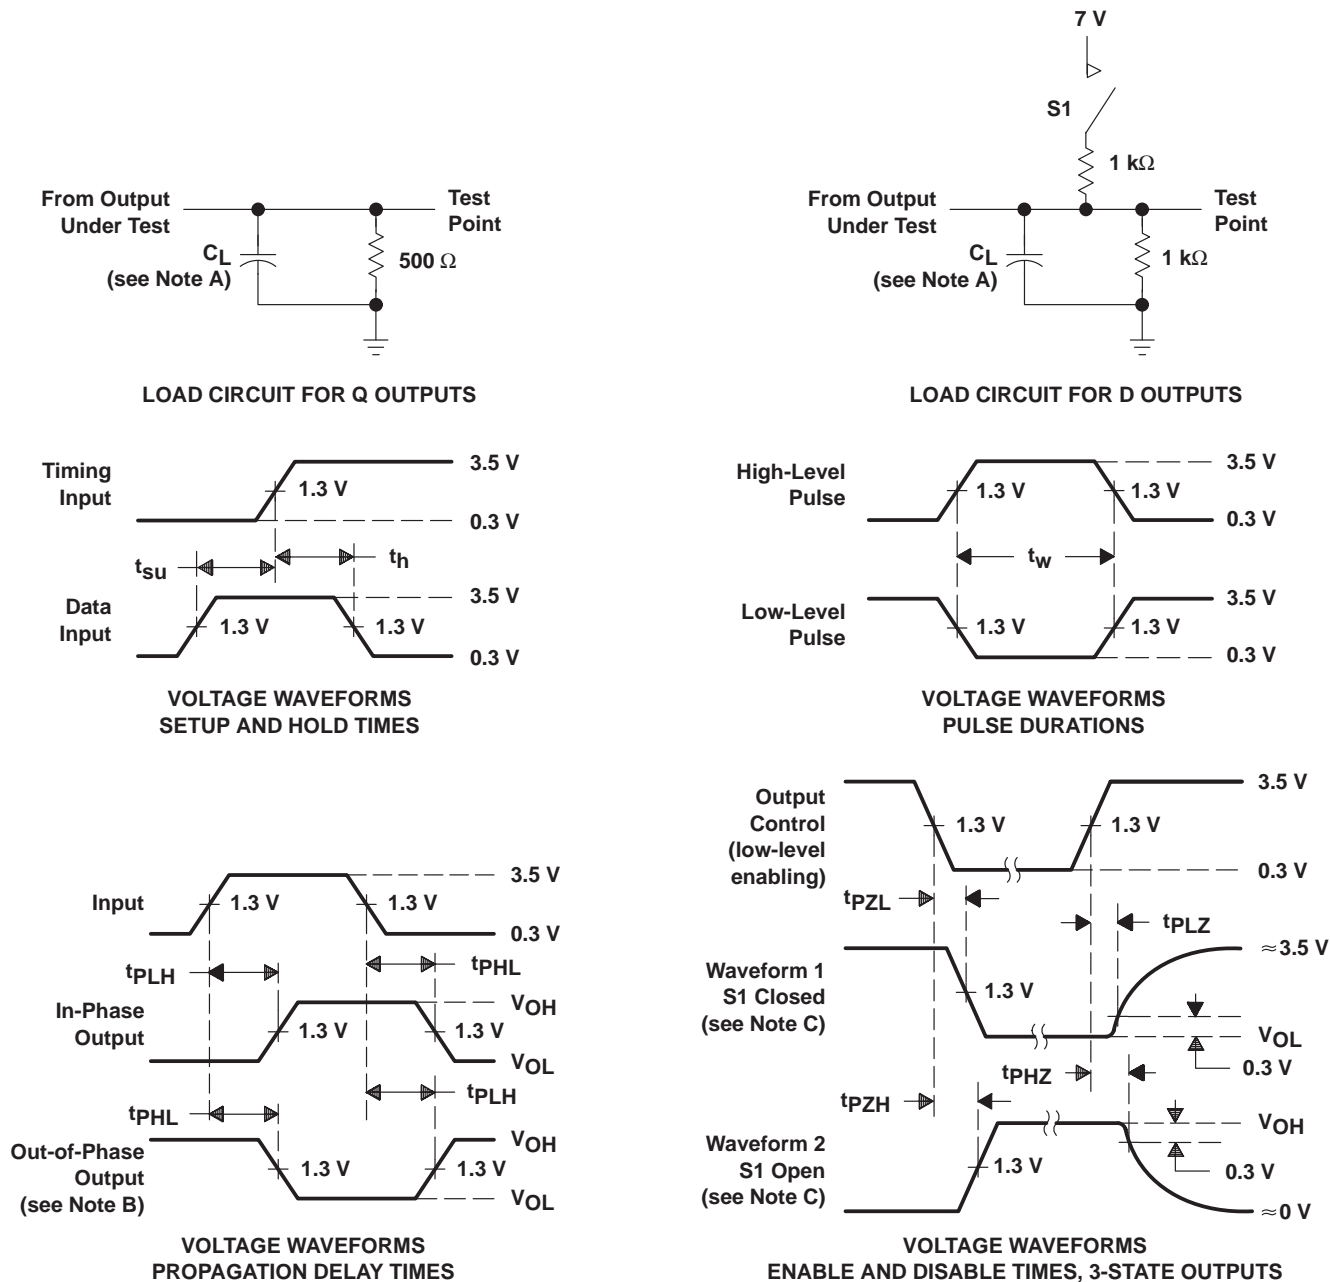 7 V
S1
1 kΩ
From Output
Under Test
Test
Point
CL
(see Note A)
500 Ω
From Output
Under Test
Test
Point
CL
(see Note A)
1 kΩ
LOAD CIRCUIT FOR Q OUTPUTS
LOAD CIRCUIT FOR D OUTPUTS
Timing
Input
3.5 V
1.3 V
0.3 V
tsu
th
Data
Input
3.5 V
1.3 V
1.3 V
0.3 V
VOLTAGE WAVEFORMS
SETUP AND HOLD TIMES
High-Level
Pulse
3.5 V
1.3 V
1.3 V
0.3 V
tw
Low-Level
Pulse
3.5 V
1.3 V
1.3 V
0.3 V
VOLTAGE WAVEFORMS
PULSE DURATIONS
Input
3.5 V
1.3 V
1.3 V
0.3 V
tPLH
tPHL
In-Phase
Output
VOH
1.3 V
1.3 V
VOL
tPHL
tPLH
Out-of-Phase
Output
(see Note B)
VOH
1.3 V
1.3 V
VOL
VOLTAGE WAVEFORMS
PROPAGATION DELAY TIMES
Output
Control
(low-level
enabling)
3.5 V
1.3 V
1.3 V
0.3 V
tPZL
tPLZ
Waveform 1
S1 Closed
(see Note C)
≈3.5 V
1.3 V
VOL
0.3 V
tPZH
tPHZ
Waveform 2
S1 Open
(see Note C)
VOH
1.3 V
0.3 V
≈0 V
VOLTAGE WAVEFORMS
ENABLE AND DISABLE TIMES, 3-STATE OUTPUTS